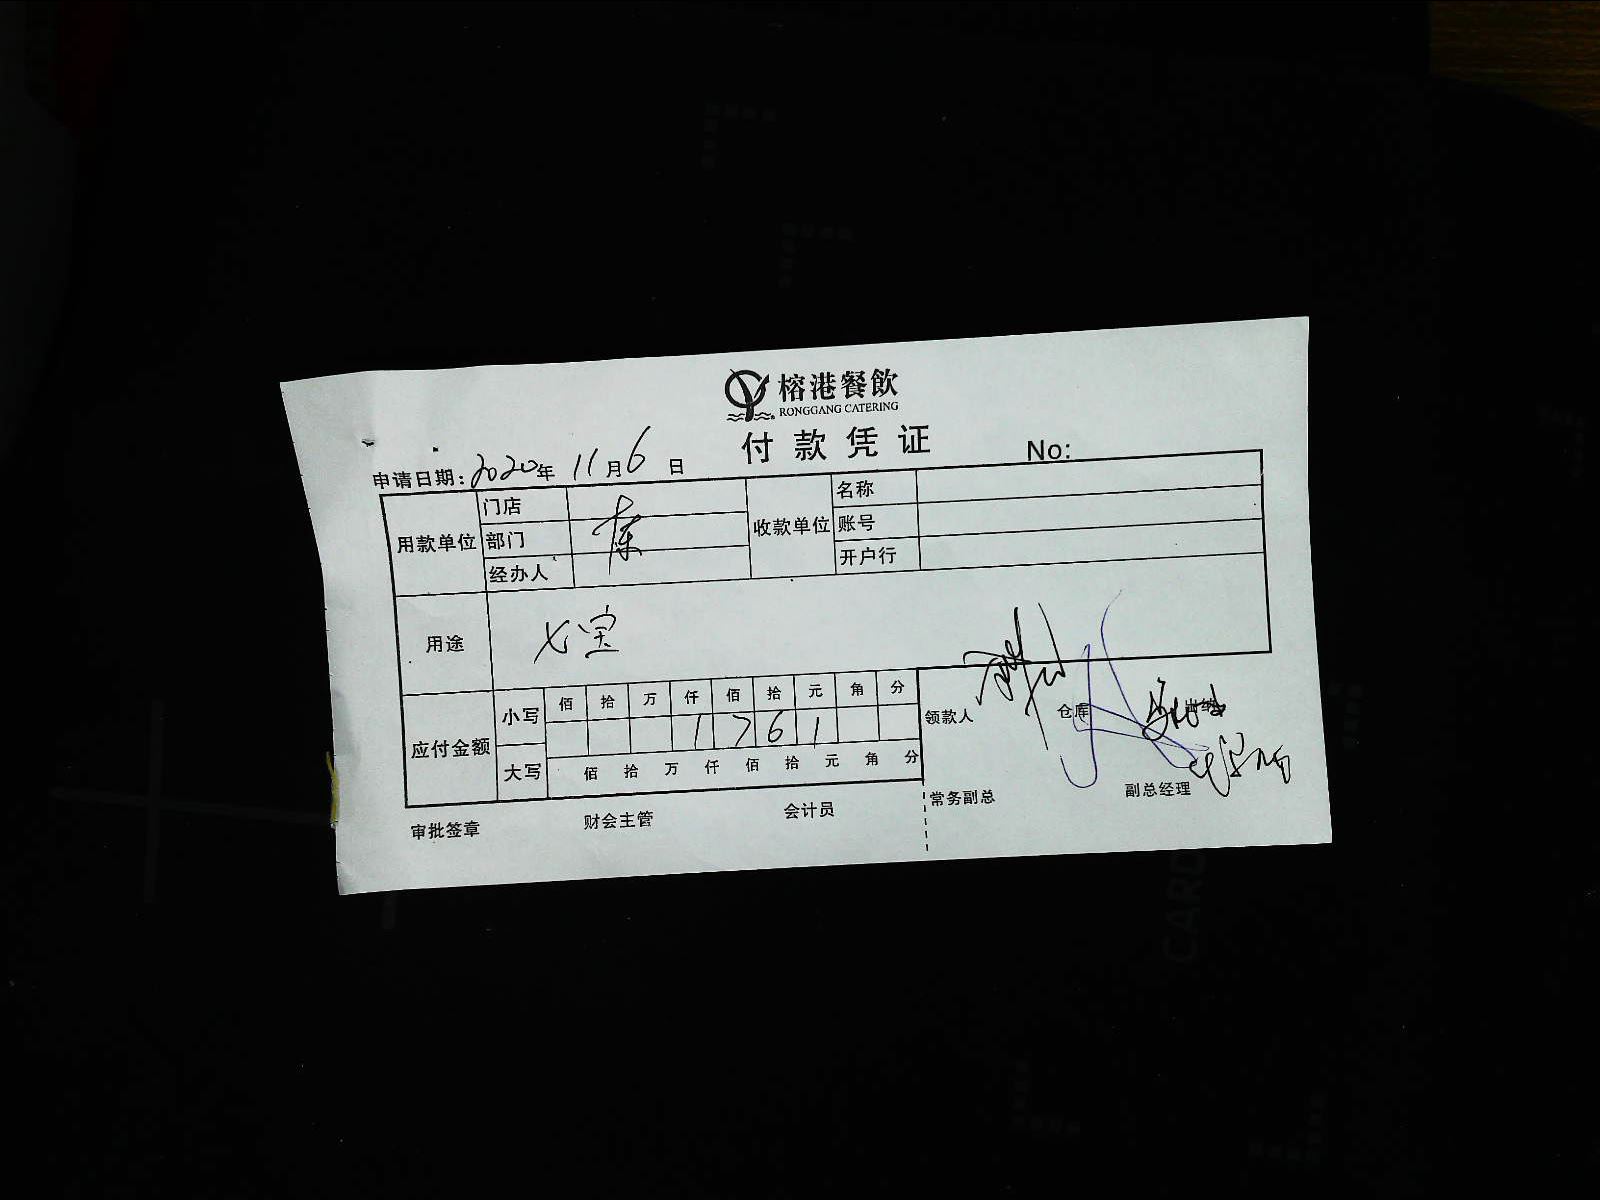 榕港餐飲
RONGGANG CATERING
付款凭证
No:
申请日期:2020年 11月6日
用款单位 门店 收款单位 名称
部门 账号
经办人 开户行
用途 七宝
应付金额 小写 佰 拾 万 仟 佰 拾 元 角 分
1 7 6 1
大写 佰 拾 万 仟 佰 拾 元 角 分
领款人 仓库
审批签章 财会主管 会计员 常务副总 副总经理
CARD